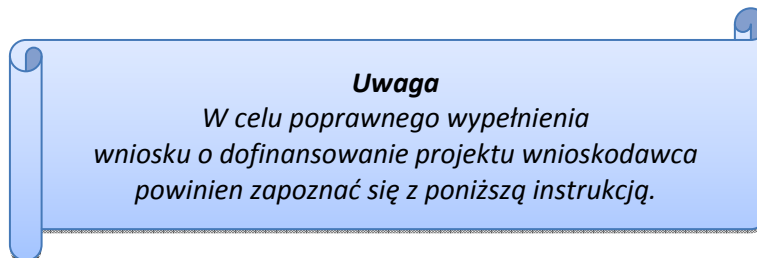 Uwaga
W celu poprawnego wypełnienia
wniosku o dofinansowanie projektu wnioskodawca
powinien zapoznać się z poniższą instrukcją.